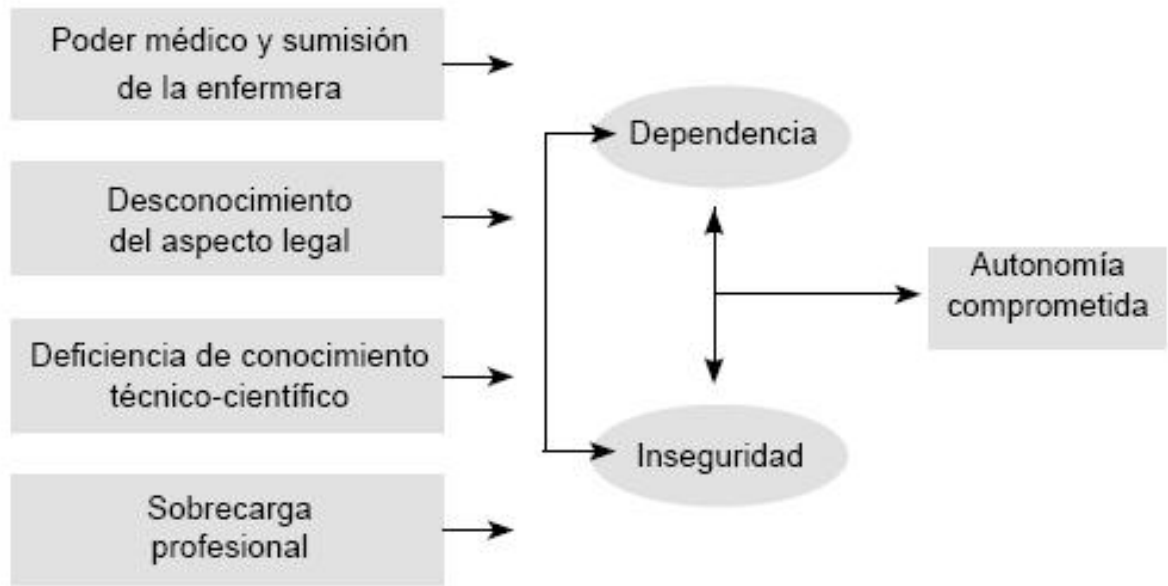 Poder médico y sumisión
de la enfermera
Desconocimiento
del aspecto legal
Deficiencia de conocimiento
técnico-científico
Sobrecarga
profesional
Dependencia
Inseguridad
Autonomía
comprometida